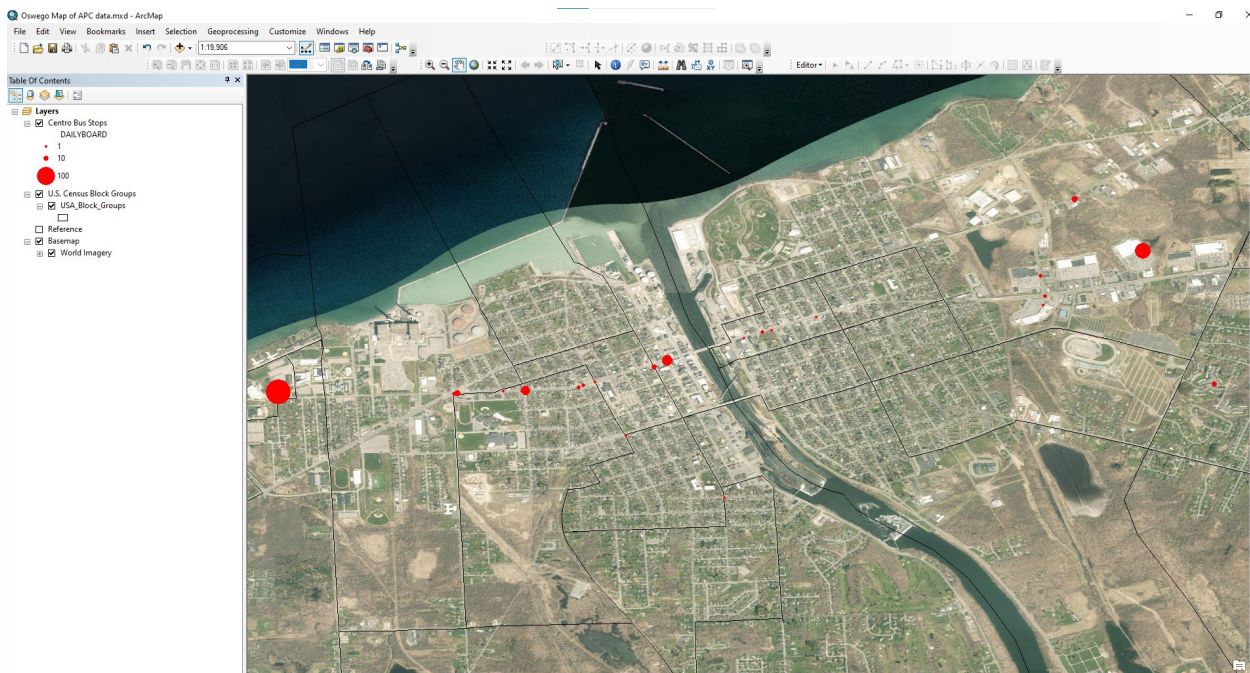 Oswego Map of APC data.mxd - ArcMap
File Edit View Bookmarks Insert Selection Geoprocessing Customize Windows Help
1:19,906
Editor
Table Of Contents
Layers
Centro Bus Stops
DAILYBOARD
1
10
100
U.S. Census Block Groups
USA_Block_Groups
Reference
Basemap
World Imagery